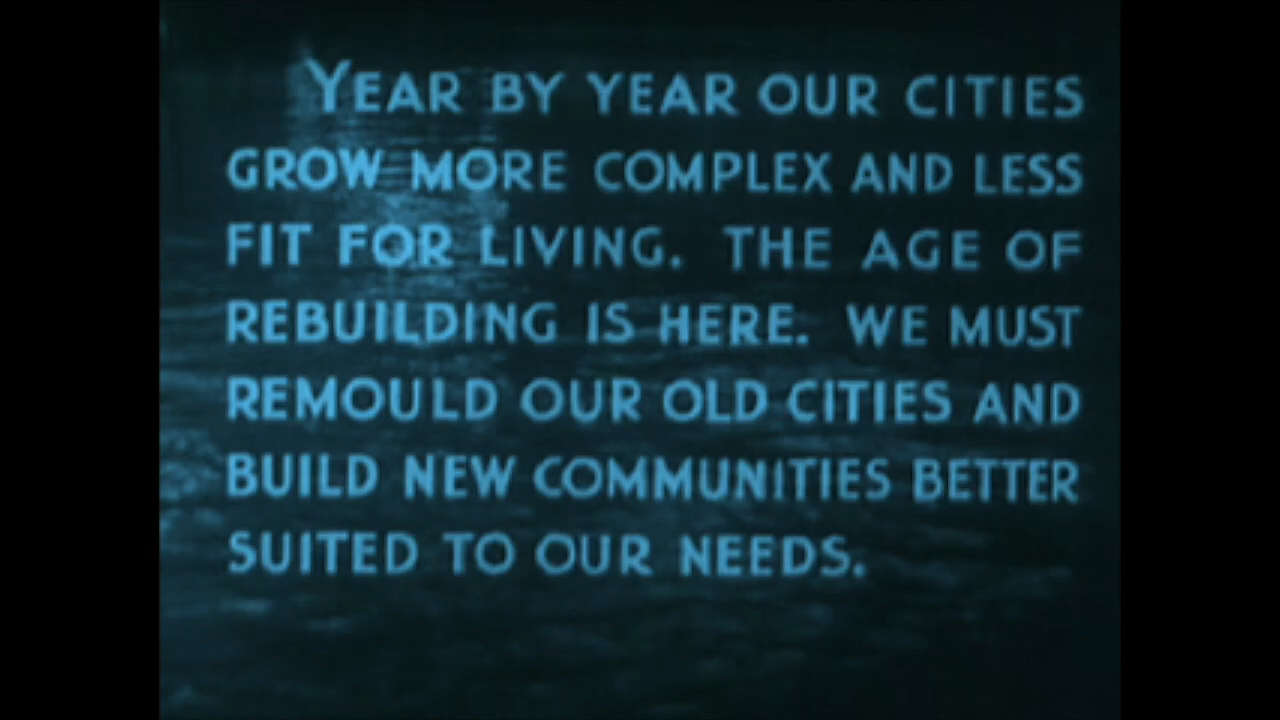 YEAR BY YEAR OUR CITIES
GROW MORE COMPLEX AND LESS
FIT FOR LIVING. THE AGE OF
REBUILDING IS HERE. WE MUST
REMOULD OUR OLD CITIES AND
BUILD NEW COMMUNITIES BETTER
SUITED TO OUR NEEDS.